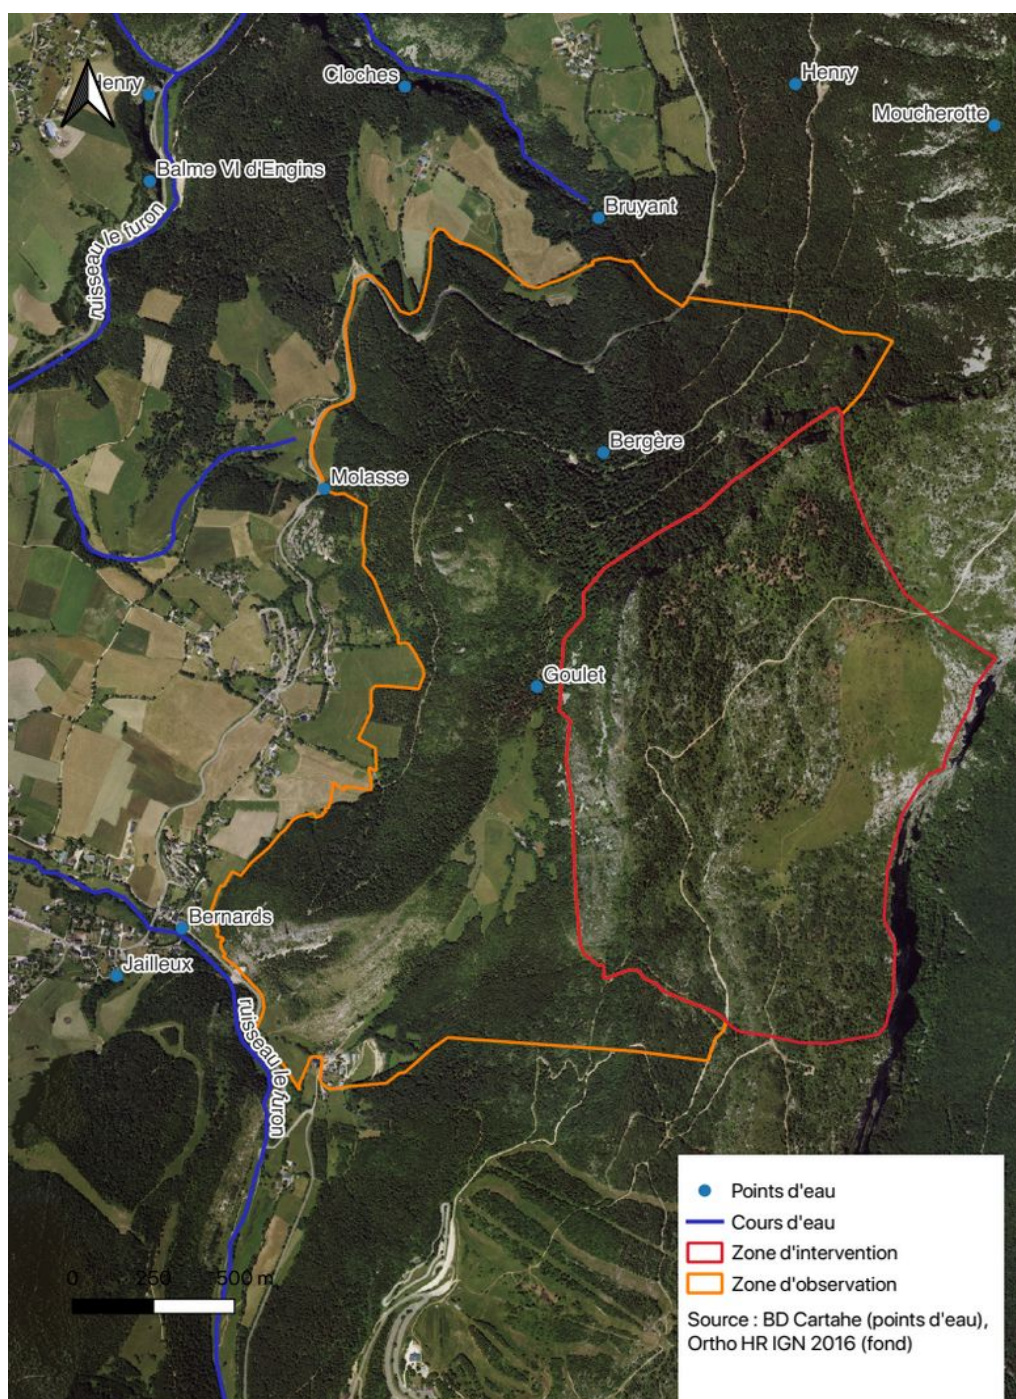 Henry
Cloches
Henry
Moucherotte
Balme VI d'Engins
Bruyant
ruisseau le furon
Bergère
Molasse
Goulet
Bernards
Jailleux
ruisseau le furon
0 250 500 m
Points d'eau
Cours d'eau
Zone d'intervention
Zone d'observation
Source : BD Cartahe (points d'eau),
Ortho HR IGN 2016 (fond)